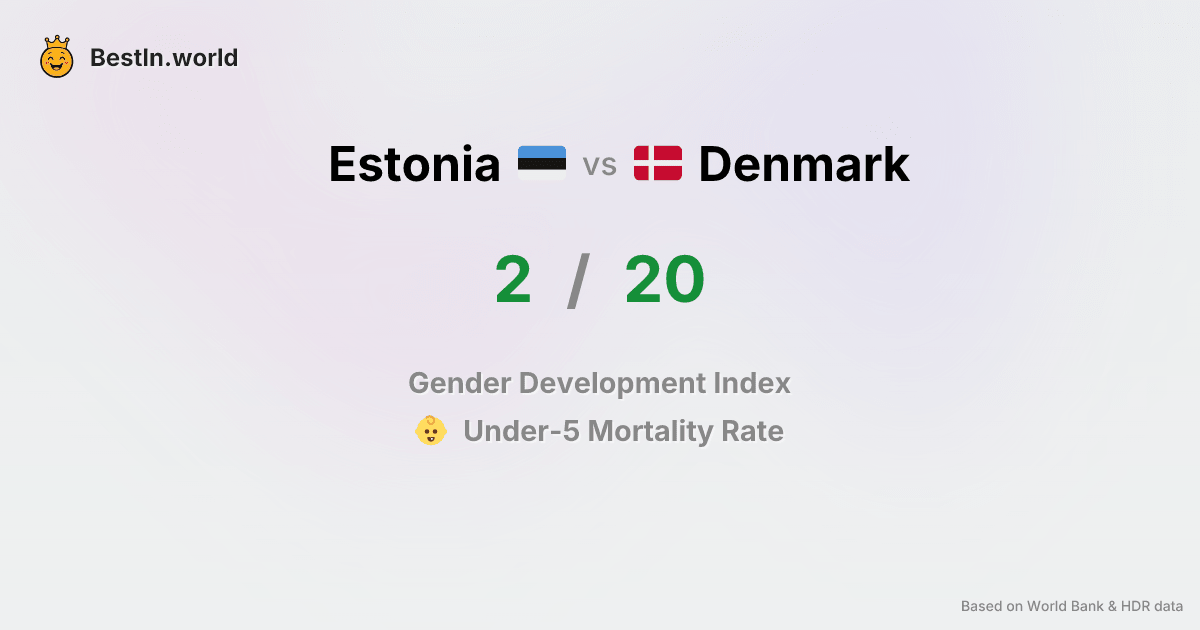 BestIn.world
Estonia vs Denmark
2 / 20
Gender Development Index
Under-5 Mortality Rate
Based on World Bank & HDR data